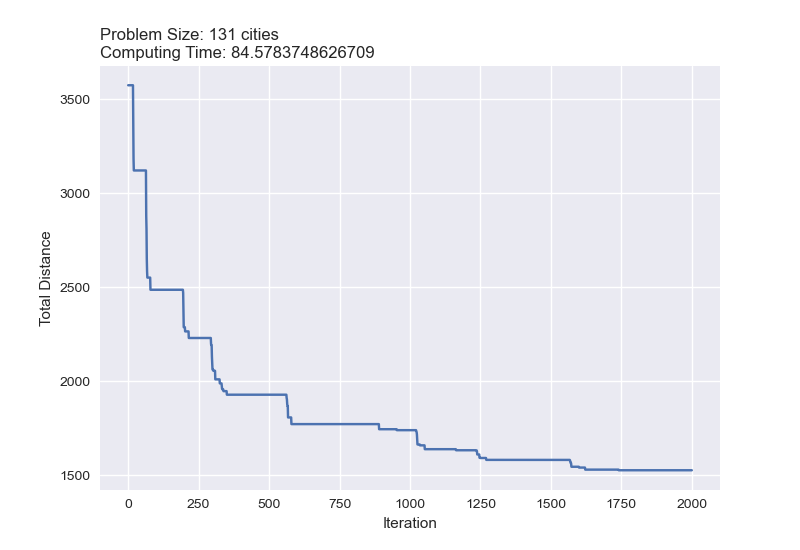 Problem Size: 131 cities
Computing Time: 84.5783748626709
3500
3000
2500
2000
1500
Total Distance
0 250 500 750 1000 1250 1500 1750 2000
Iteration